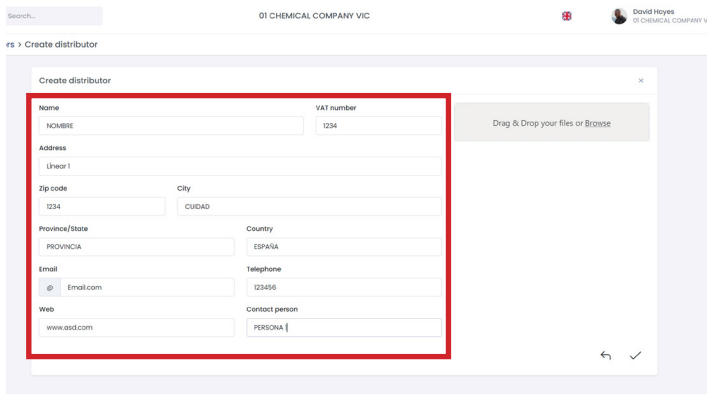 Search...
01 CHEMICAL COMPANY VIC
David Hayes
01 CHEMICAL COMPANY V
rs > Create distributor
Create distributor
×
Name VAT number
NOMBRE 1234
Drag & Drop your files or Browse
Address
Línear 1
Zip code City
1234 CUIDAD
Province/State Country
PROVINCIA ESPAÑA
Email Telephone
@ Email.com 123456
Web Contact person
www.asd.com PERSONA 1